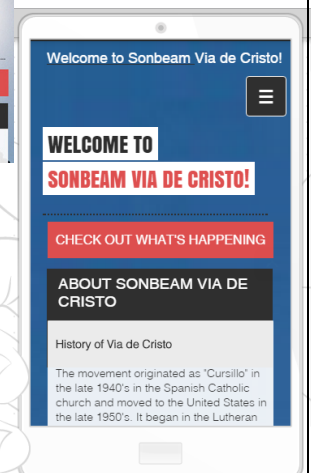 Welcome to Sonbeam Via de Cristo!
WELCOME TO
SONBEAM VIA DE CRISTO!
CHECK OUT WHAT'S HAPPENING
ABOUT SONBEAM VIA DE
CRISTO
History of Via de Cristo
The movement originated as "Cursillo" in
the late 1940's in the Spanish Catholic
church and moved to the United States in
the late 1950's. It began in the Lutheran